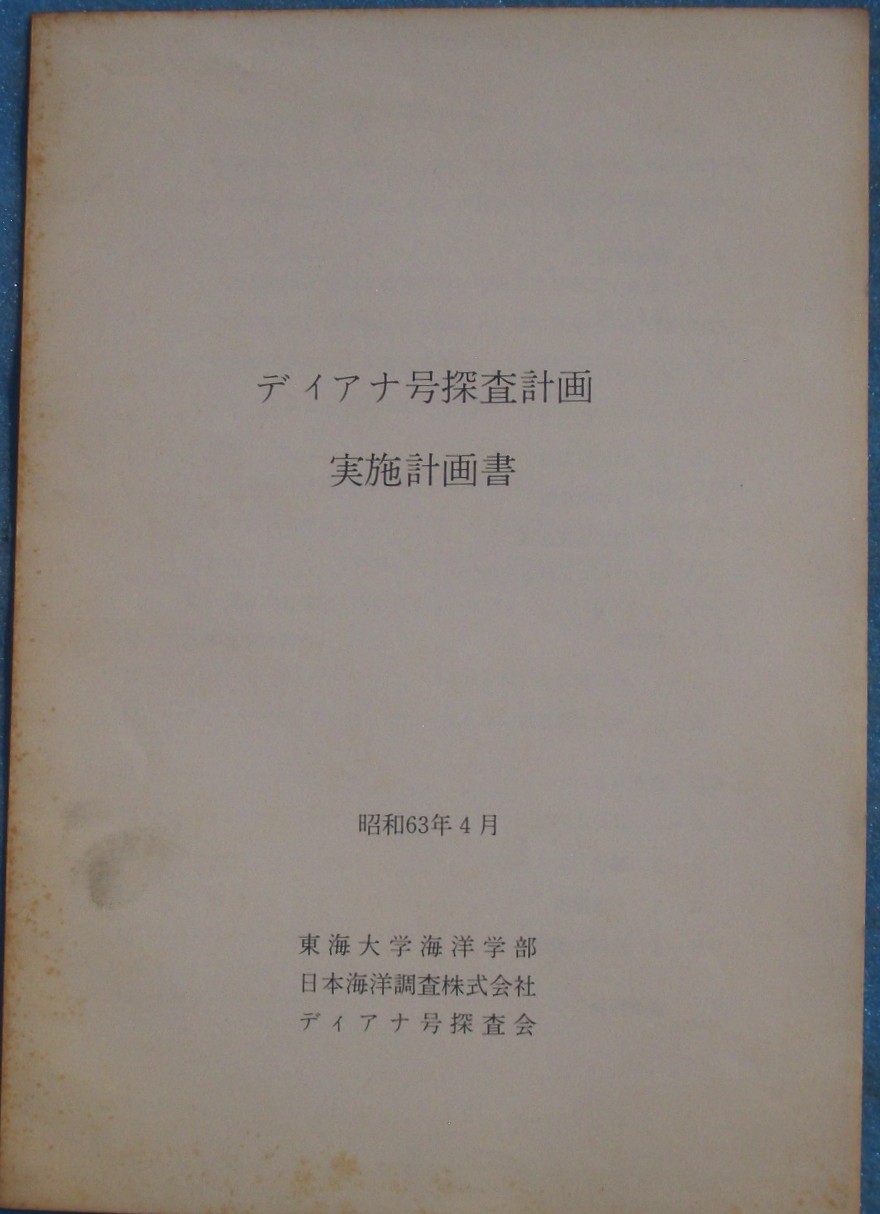 ディアナ号探査計画
実施計画書
昭和63年4月
東海大学海洋学部
日本海洋調査株式会社
ディアナ号探査会